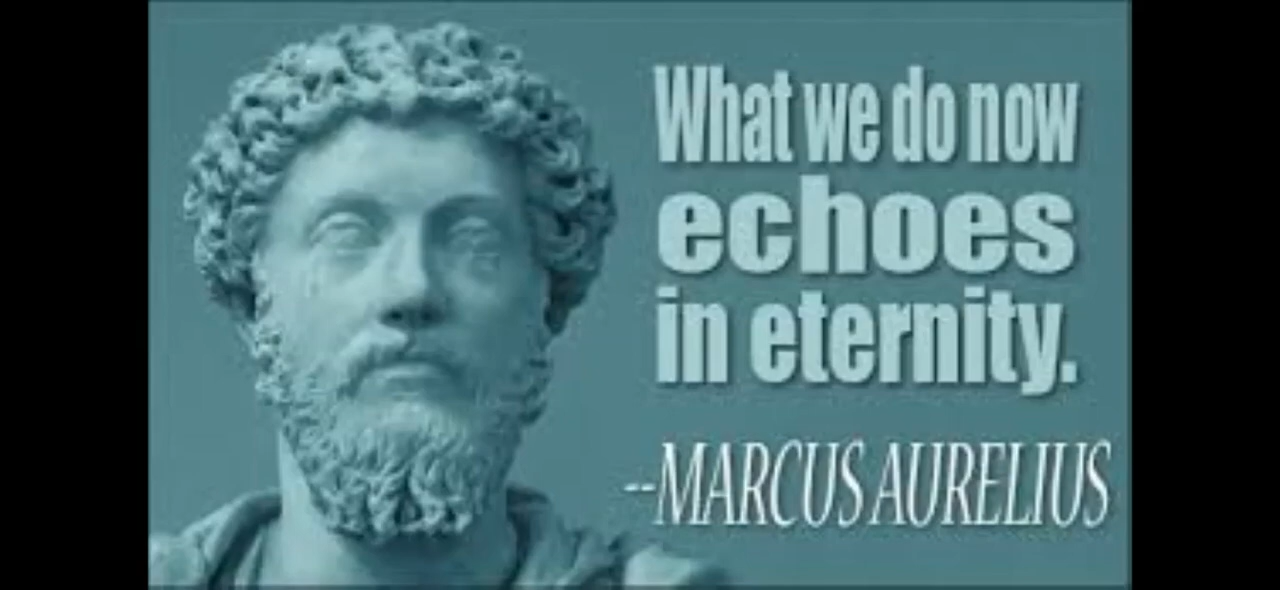 What we do now
echoes
in eternity.
--MARCUS AURELIUS